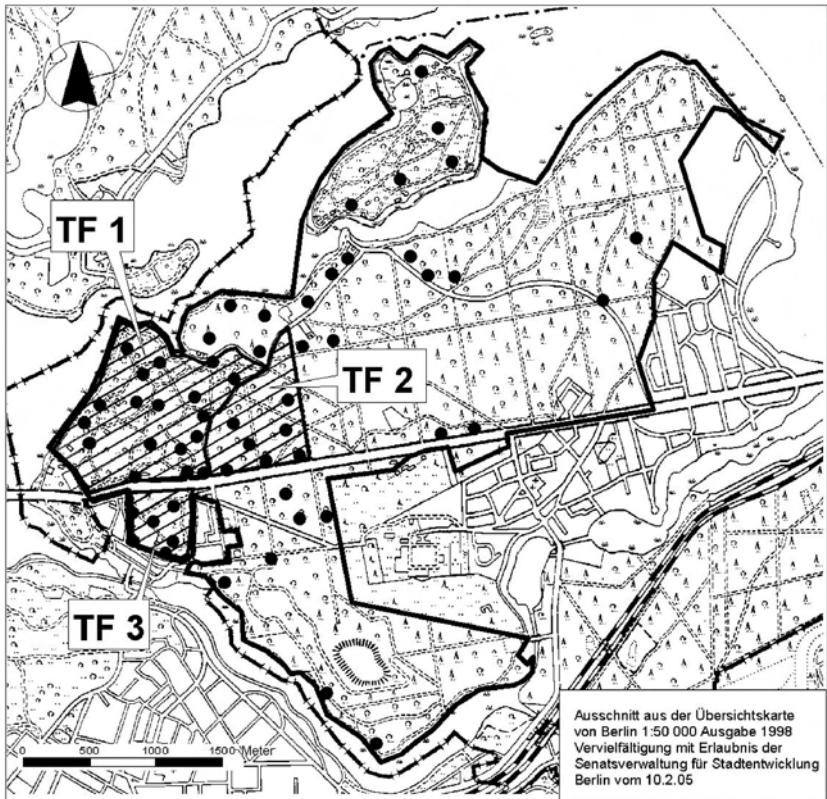 TF 1
TF 2
TF 3
0 500 1000 1500 Meter
Ausschnitt aus der Übersichtskarte
von Berlin 1:50 000 Ausgabe 1998
Vervielfältigung mit Erlaubnis der
Senatsverwaltung für Stadtentwicklung
Berlin vom 10.2.05